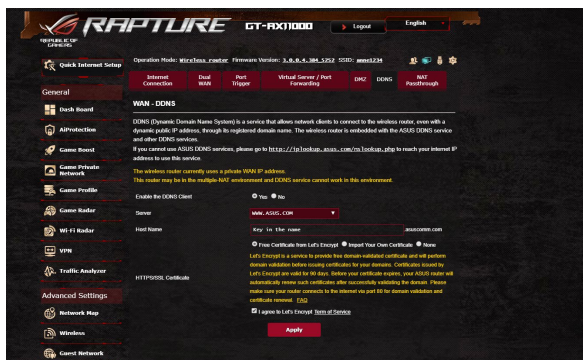 REPUBLIC OF
GAMERS
RAPTURE
GT-AX11000
Logout
English
Quick Internet Setup
Operation Mode: Wireless router Firmware Version: 3.0.0.4.384_5252 SSID: anne1234
Internet Connection
Dual WAN
Port Trigger
Virtual Server / Port Forwarding
DMZ
DDNS
NAT Passthrough
General
Dash Board
AiProtection
Game Boost
Game Private Network
Game Profile
Game Radar
Wi-Fi Radar
VPN
Traffic Analyzer
Advanced Settings
Network Map
Wireless
Guest Network
WAN - DDNS
DDNS (Dynamic Domain Name System) is a service that allows network clients to connect to the wireless router, even with a
dynamic public IP address, through its registered domain name. The wireless router is embedded with the ASUS DDNS service
and other DDNS services.
If you cannot use ASUS DDNS services, please go to http://iplookup.asus.com/nslookup.php to reach your internet IP
address to use this service.
The wireless router currently uses a private WAN IP address.
This router may be in the multiple-NAT environment and DDNS service cannot work in this environment.
Enable the DDNS Client
Yes No
Server
WWW.ASUS.COM
Host Name
Key in the name
.asuscomm.com
HTTPS/SSL Certificate
Free Certificate from Let's Encrypt Import Your Own Certificate None
Let's Encrypt is a service to provide free domain-validated certificate and will perform
domain validation before issuing certificates for your domains. Certificates issued by
Let's Encrypt are valid for 90 days. Before your certificate expires, your ASUS router will
automatically renew such certificates after successfully validating the domain. Please
make sure your router connects to the internet via port 80 for domain validation and
certificate renewal. FAQ
I agree to Let's Encrypt Term of Service
Apply